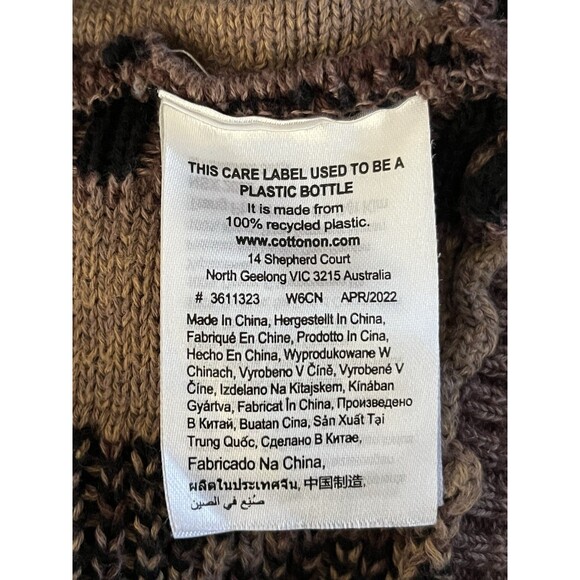 THIS CARE LABEL USED TO BE A
PLASTIC BOTTLE
It is made from
100% recycled plastic.
www.cottonon.com
14 Shepherd Court
North Geelong VIC 3215 Australia
# 3611323 W6CN APR/2022
Made In China, Hergestellt In China,
Fabriqué En Chine, Prodotto In Cina,
Hecho En China, Wyprodukowane W
Chinach, Vyrobeno V Číně, Vyrobené V
Číne, Izdelano Na Kitajskem, Kínában
Gyártva, Fabricat În China, Произведено
В Китай, Buatan Cina, Sản Xuất Tại
Trung Quốc, Сделано В Китае,
Fabricado Na China,
ผลิตในประเทศจีน, 中国制造,
صُنِع في الصين